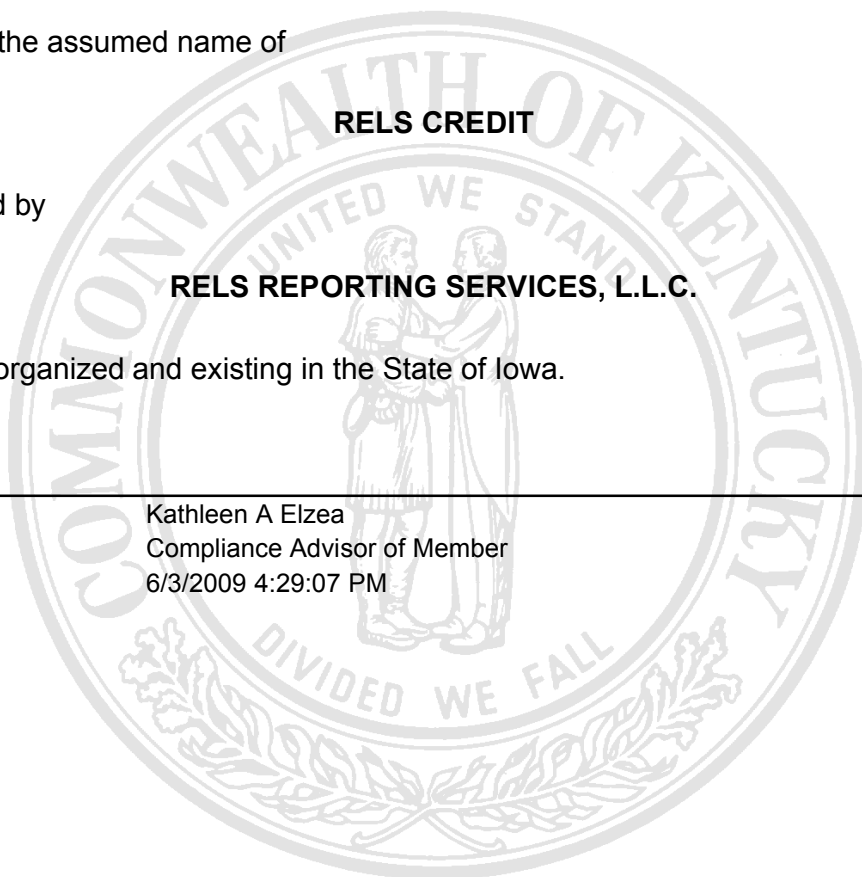 the assumed name of
RELS CREDIT
d by
RELS REPORTING SERVICES, L.L.C.
organized and existing in the State of Iowa.
Kathleen A Elzea
Compliance Advisor of Member
6/3/2009 4:29:07 PM
COMMONWEALTH OF KENTUCKY
UNITED WE STAND
DIVIDED WE FALL